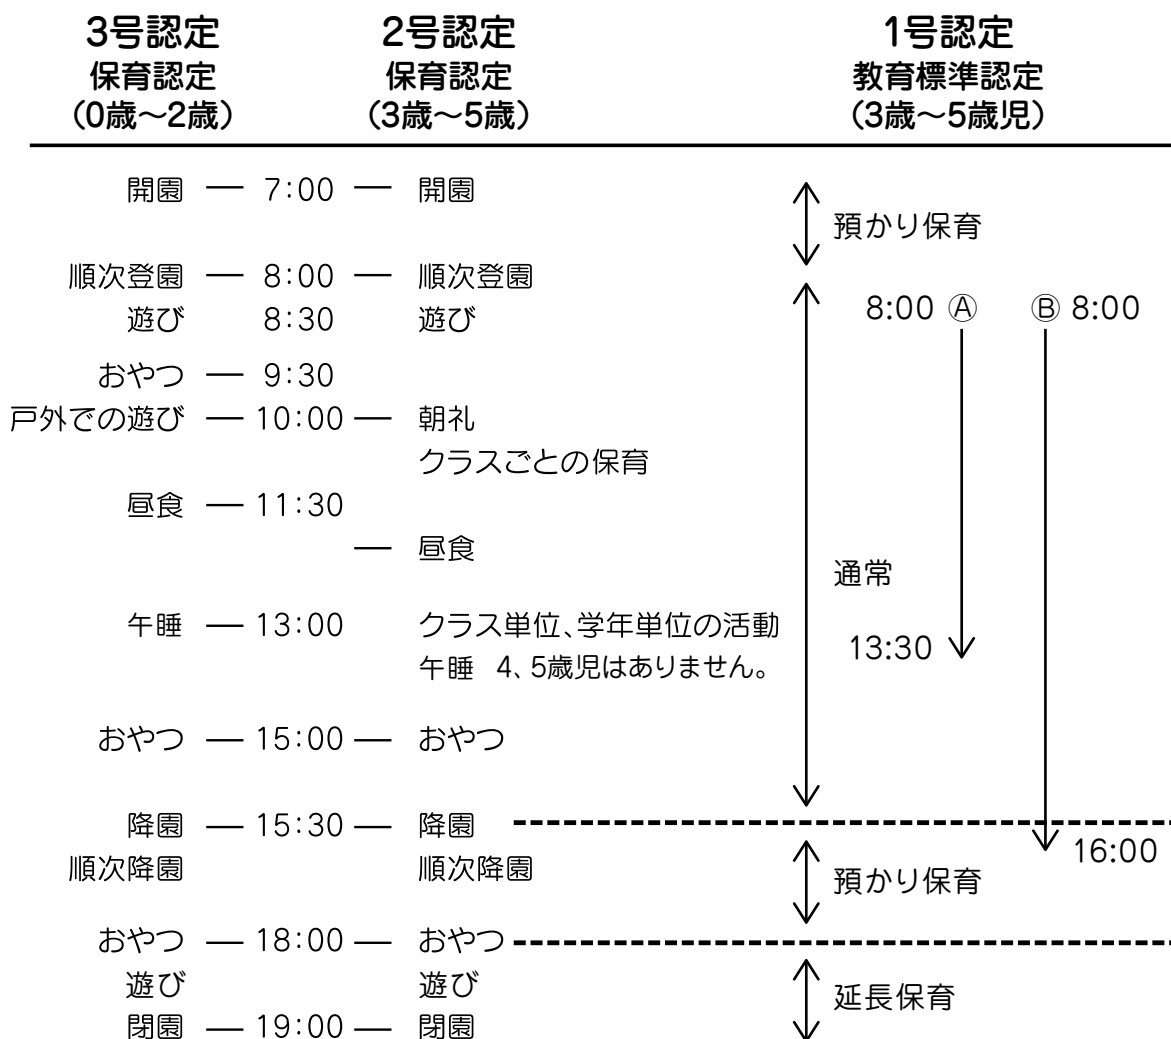 3号認定 2号認定 1号認定
保育認定 保育認定 教育標準認定
(0歳〜2歳) (3歳〜5歳) (3歳〜5歳児)
開園 — 7:00 — 開園
預かり保育
順次登園 — 8:00 — 順次登園
8:00 Ⓐ Ⓑ 8:00
遊び 8:30 遊び
おやつ — 9:30
戸外での遊び — 10:00 — 朝礼
クラスごとの保育
昼食 — 11:30
— 昼食
通常
午睡 — 13:00 クラス単位、学年単位の活動
13:30
午睡 4、5歳児はありません。
おやつ — 15:00 — おやつ
降園 — 15:30 — 降園
16:00
順次降園 順次降園
預かり保育
おやつ — 18:00 — おやつ
遊び 遊び
延長保育
閉園 — 19:00 — 閉園